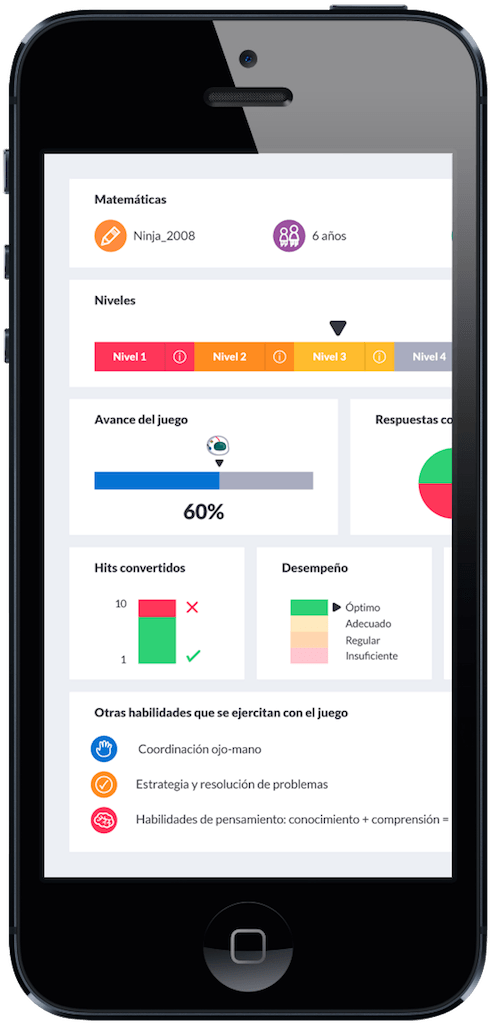 Matemáticas
Ninja_2008
6 años
Niveles
Nivel 1
Nivel 2
Nivel 3
Nivel 4
Avance del juego
60%
Respuestas co
Hits convertidos
10
1
Desempeño
Óptimo
Adecuado
Regular
Insuficiente
Otras habilidades que se ejercitan con el juego
Coordinación ojo-mano
Estrategia y resolución de problemas
Habilidades de pensamiento: conocimiento + comprensión =